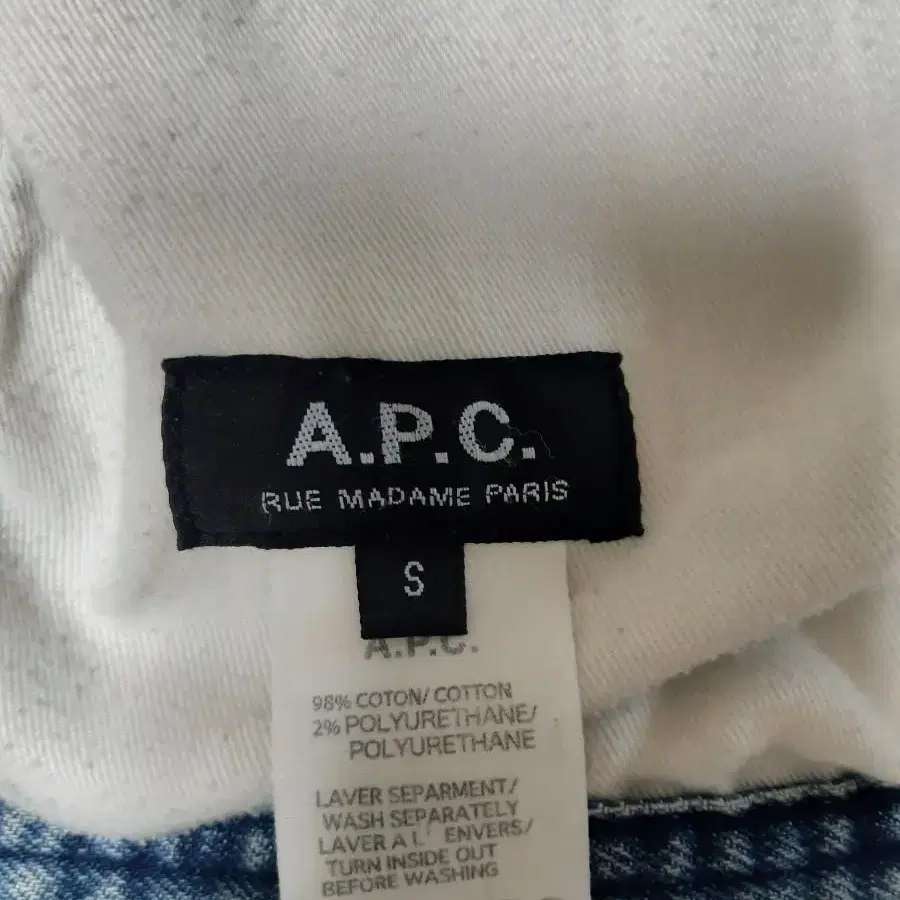 A.P.C.
RUE MADAME PARIS
S
A.P.C.
98% COTON/ COTTON
2% POLYURETHANE/
POLYURETHANE
LAVER SEPARMENT/
WASH SEPARATELY
LAVER A L' ENVERS/
TURN INSIDE OUT
BEFORE WASHING